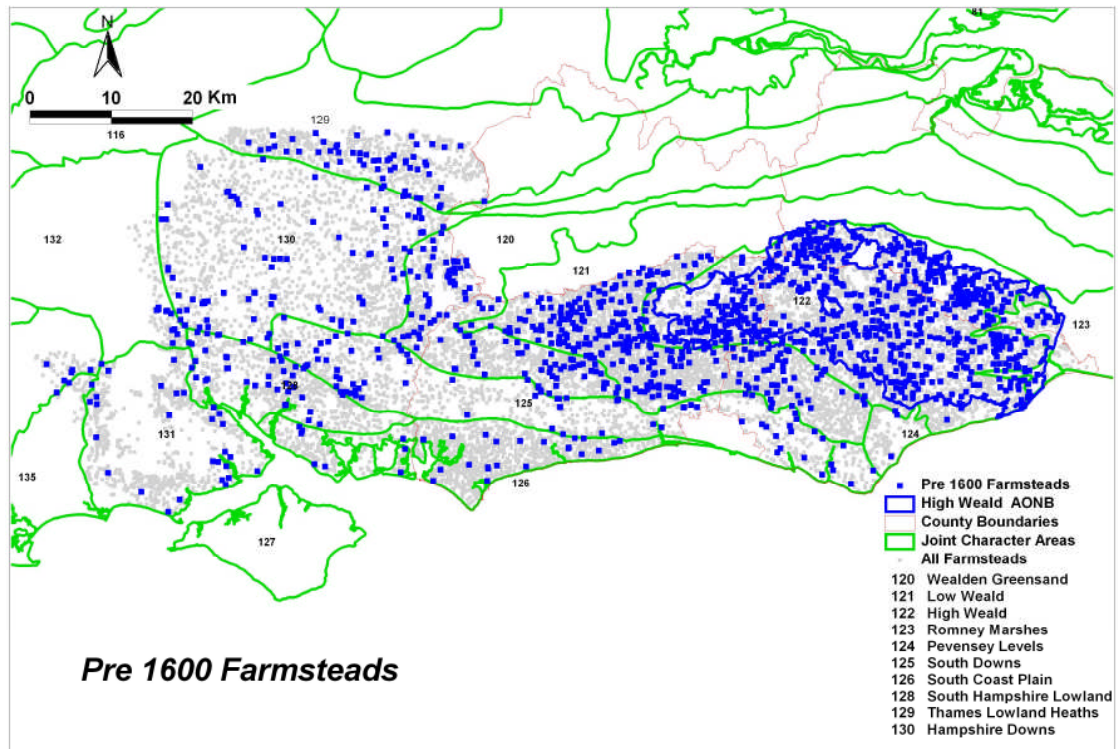 N
0 10 20 Km
81
116
129
132
130
120
121
122
123
128
125
131
124
135
126
127
Pre 1600 Farmsteads
High Weald AONB
County Boundaries
Joint Character Areas
All Farmsteads
120 Wealden Greensand
121 Low Weald
122 High Weald
123 Romney Marshes
124 Pevensey Levels
125 South Downs
126 South Coast Plain
128 South Hampshire Lowland
129 Thames Lowland Heaths
130 Hampshire Downs
Pre 1600 Farmsteads